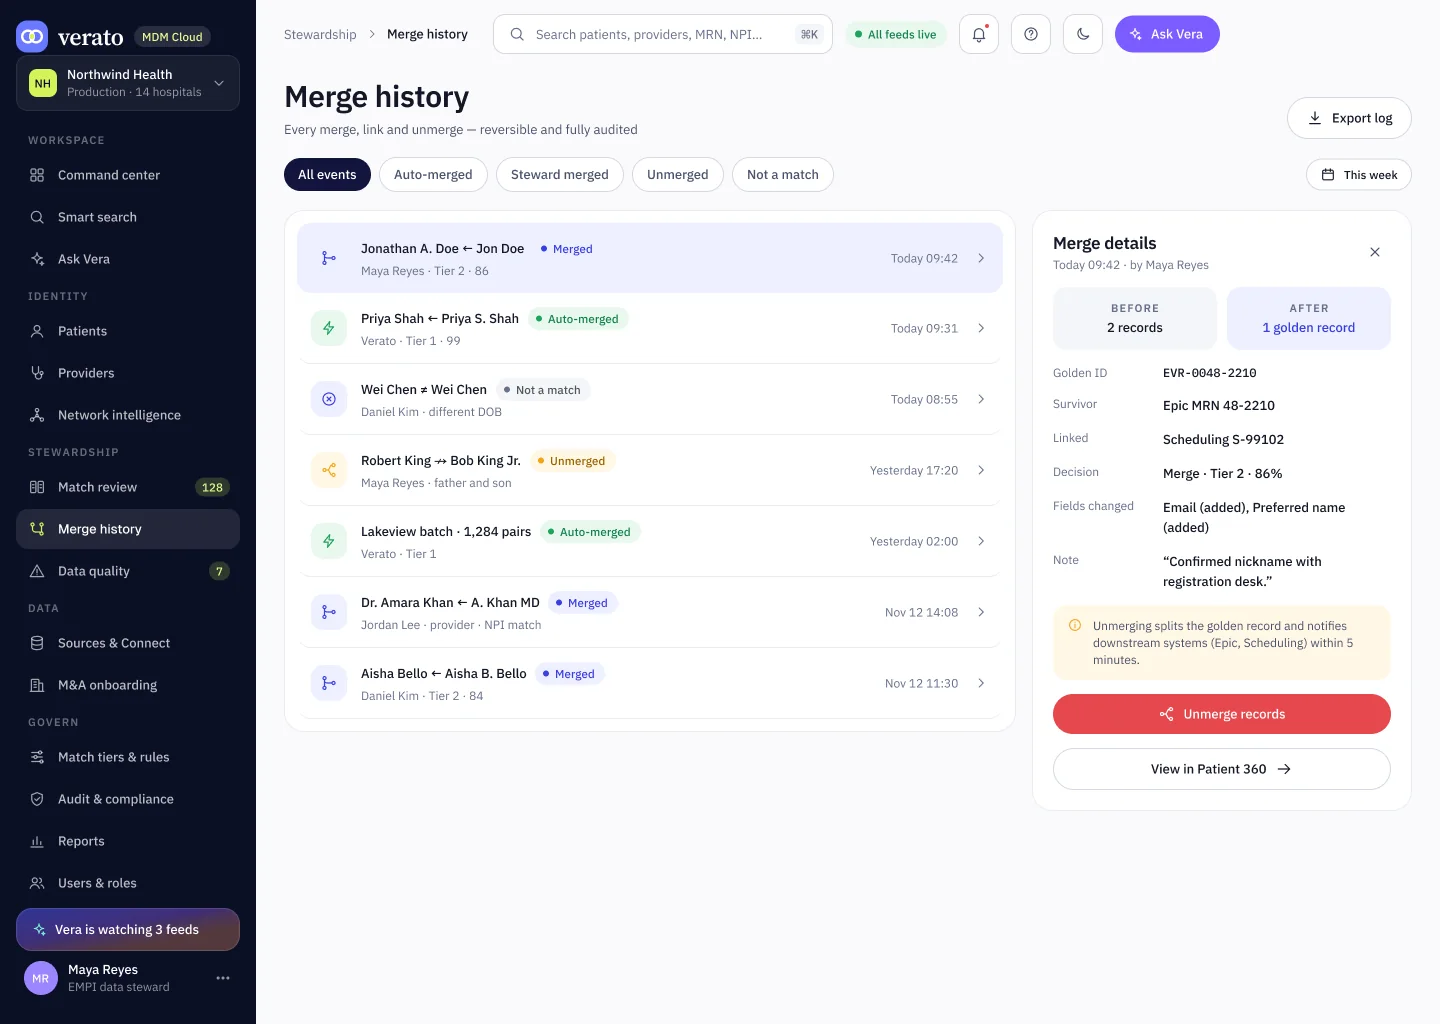 verato
MDM Cloud
NH
Northwind Health
Production · 14 hospitals
WORKSPACE
Command center
Smart search
Ask Vera
IDENTITY
Patients
Providers
Network intelligence
STEWARDSHIP
Match review
128
Merge history
Data quality
7
DATA
Sources & Connect
M&A onboarding
GOVERN
Match tiers & rules
Audit & compliance
Reports
Users & roles
Vera is watching 3 feeds
MR
Maya Reyes
EMPI data steward
Stewardship
Merge history
Search patients, providers, MRN, NPI...
⌘K
All feeds live
Ask Vera
Merge history
Every merge, link and unmerge — reversible and fully audited
Export log
All events
Auto-merged
Steward merged
Unmerged
Not a match
This week
Jonathan A. Doe ← Jon Doe
Merged
Maya Reyes · Tier 2 · 86
Today 09:42
Priya Shah ← Priya S. Shah
Auto-merged
Verato · Tier 1 · 99
Today 09:31
Wei Chen ≠ Wei Chen
Not a match
Daniel Kim · different DOB
Today 08:55
Robert King ↛ Bob King Jr.
Unmerged
Maya Reyes · father and son
Yesterday 17:20
Lakeview batch · 1,284 pairs
Auto-merged
Verato · Tier 1
Yesterday 02:00
Dr. Amara Khan ← A. Khan MD
Merged
Jordan Lee · provider · NPI match
Nov 12 14:08
Aisha Bello ← Aisha B. Bello
Merged
Daniel Kim · Tier 2 · 84
Nov 12 11:30
Merge details
Today 09:42 · by Maya Reyes
BEFORE
2 records
AFTER
1 golden record
Golden ID
EVR-0048-2210
Survivor
Epic MRN 48-2210
Linked
Scheduling S-99102
Decision
Merge · Tier 2 · 86%
Fields changed
Email (added), Preferred name
(added)
Note
“Confirmed nickname with
registration desk.”
Unmerging splits the golden record and notifies
downstream systems (Epic, Scheduling) within 5
minutes.
Unmerge records
View in Patient 360 →